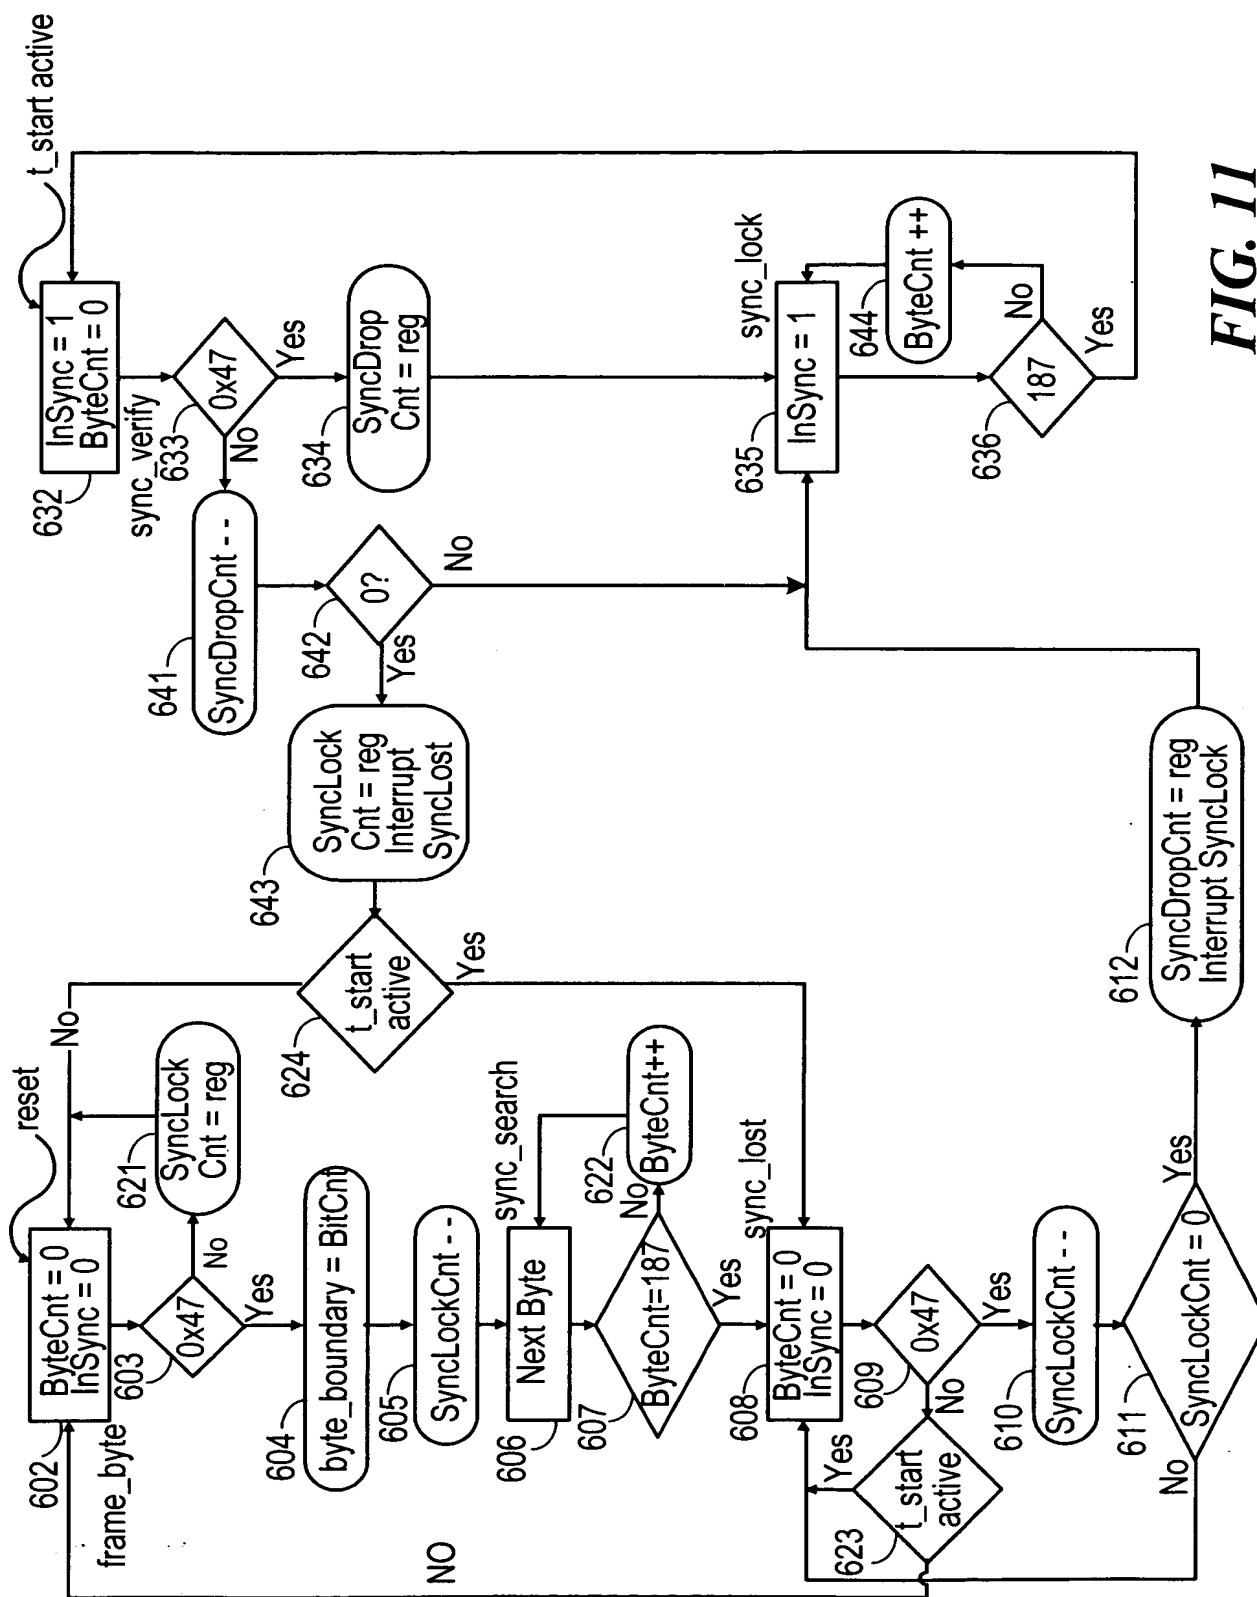 reset
ByteCnt = 0
InSync = 0
602
frame_byte
No
0x47
603
No
621
SyncLock
Cnt = reg
Yes
604
byte_boundary = BitCnt
605
SyncLockCnt - -
sync_search
606
Next Byte
607
ByteCnt=187
No
622
ByteCnt++
Yes
sync_lost
608
ByteCnt = 0
InSync = 0
609
0x47
No
Yes
623
t_start
active
Yes
NO
610
SyncLockCnt - -
611
SyncLockCnt = 0
No
Yes
612
SyncDropCnt = reg
Interrupt SyncLock
624
t_start
active
Yes
643
SyncLock
Cnt = reg
Interrupt
SyncLost
642
0?
Yes
No
641
SyncDropCnt - -
t_start active
632
InSync = 1
ByteCnt = 0
sync_verify
633
0x47
No
Yes
634
SyncDrop
Cnt = reg
sync_lock
635
InSync = 1
644
ByteCnt ++
636
187
No
Yes
FIG. 11